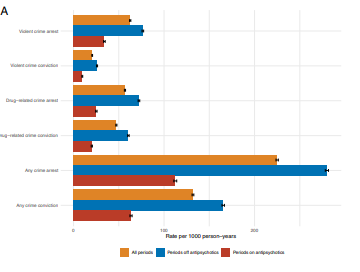 A
Violent crime arrest
Violent crime conviction
Drug−related crime arrest
rug−related crime conviction
Any crime arrest
Any crime conviction
0 100 200
Rate per 1000 person−years
All periods Periods off antipsychotics Periods on antipsychotics